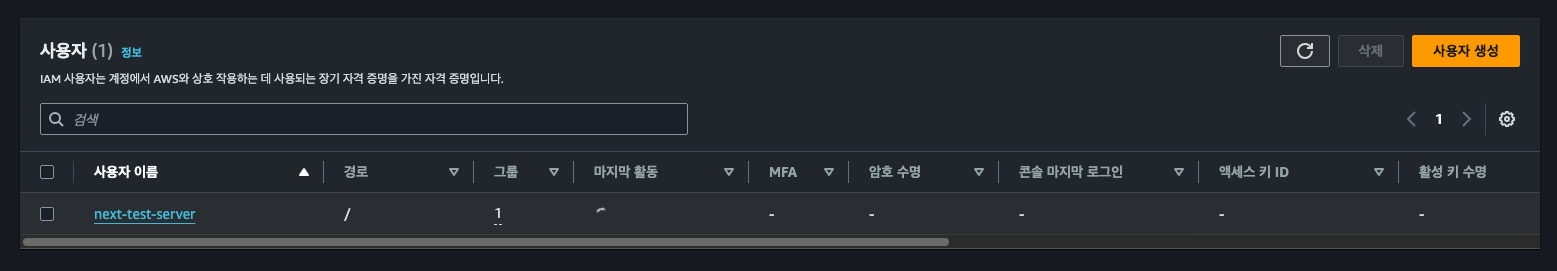 사용자 (1) 정보
삭제
사용자 생성
IAM 사용자는 계정에서 AWS와 상호 작용하는 데 사용되는 장기 자격 증명을 가진 자격 증명입니다.
검색
1
사용자 이름 경로 그룹 마지막 활동 MFA 암호 수명 콘솔 마지막 로그인 액세스 키 ID 활성 키 수명
next-test-server / 1 - - - - -